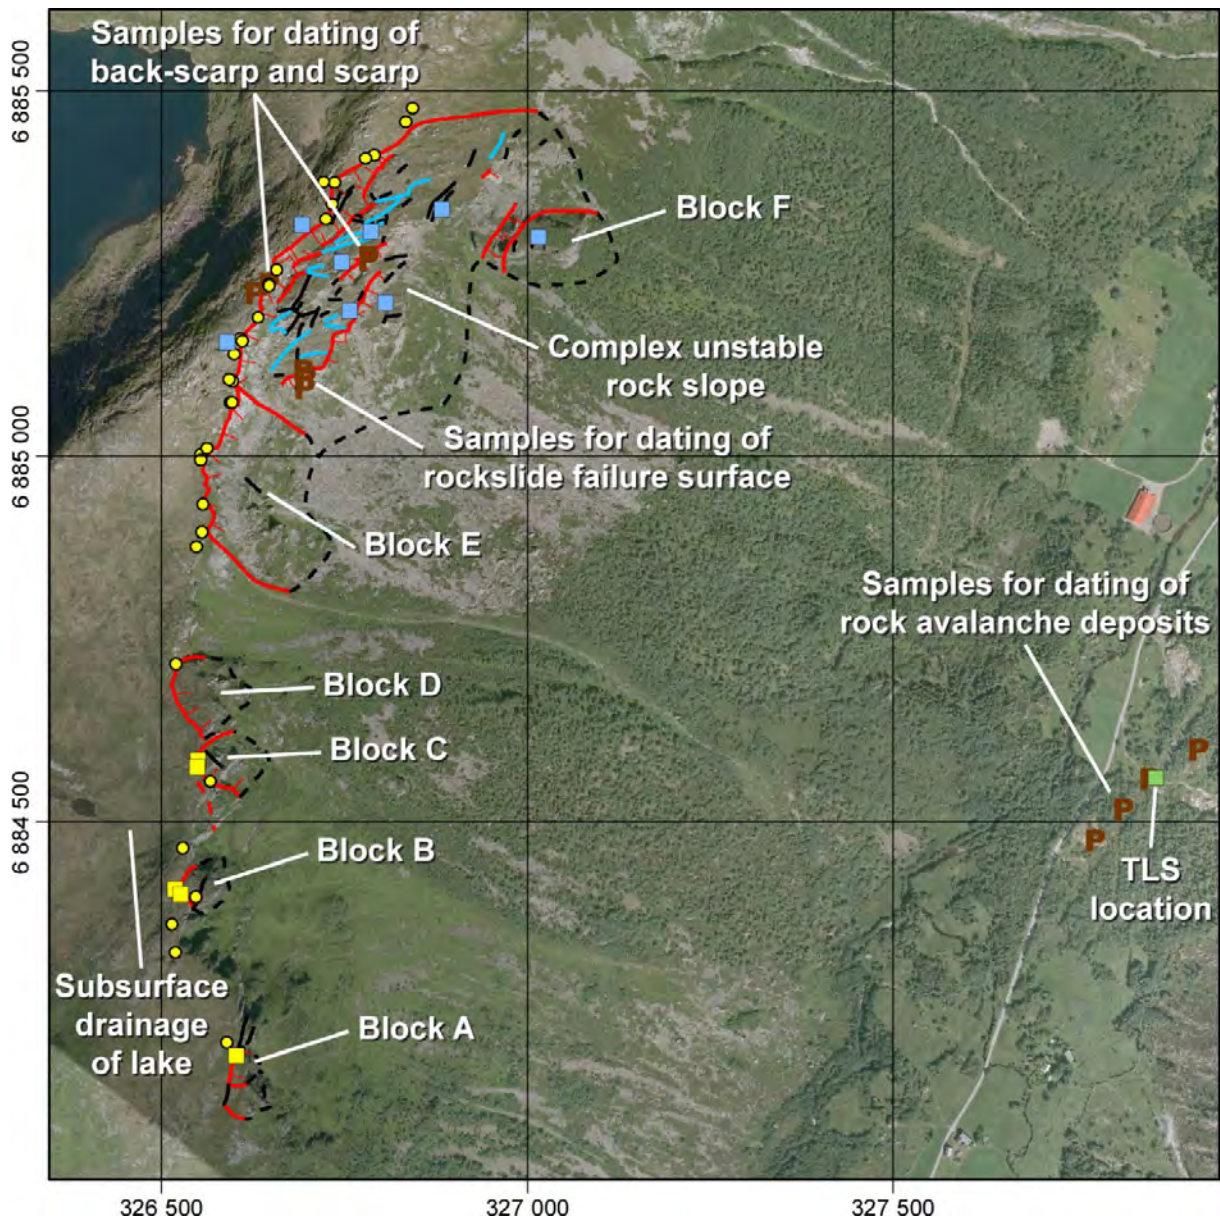 Samples for dating of
back-scarp and scarp
6 885 500
Block F
P
P
Complex unstable
rock slope
P
P
Samples for dating of
rockslide failure surface
6 885 000
Block E
Samples for dating of
rock avalanche deposits
Block D
Block C
P
P
P
P
6 884 500
Block B
TLS
location
Subsurface
drainage
of lake
Block A
326 500
327 000
327 500